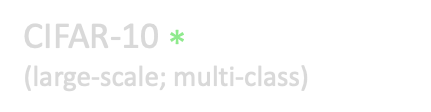 CIFAR-10 *
(large-scale; multi-class)